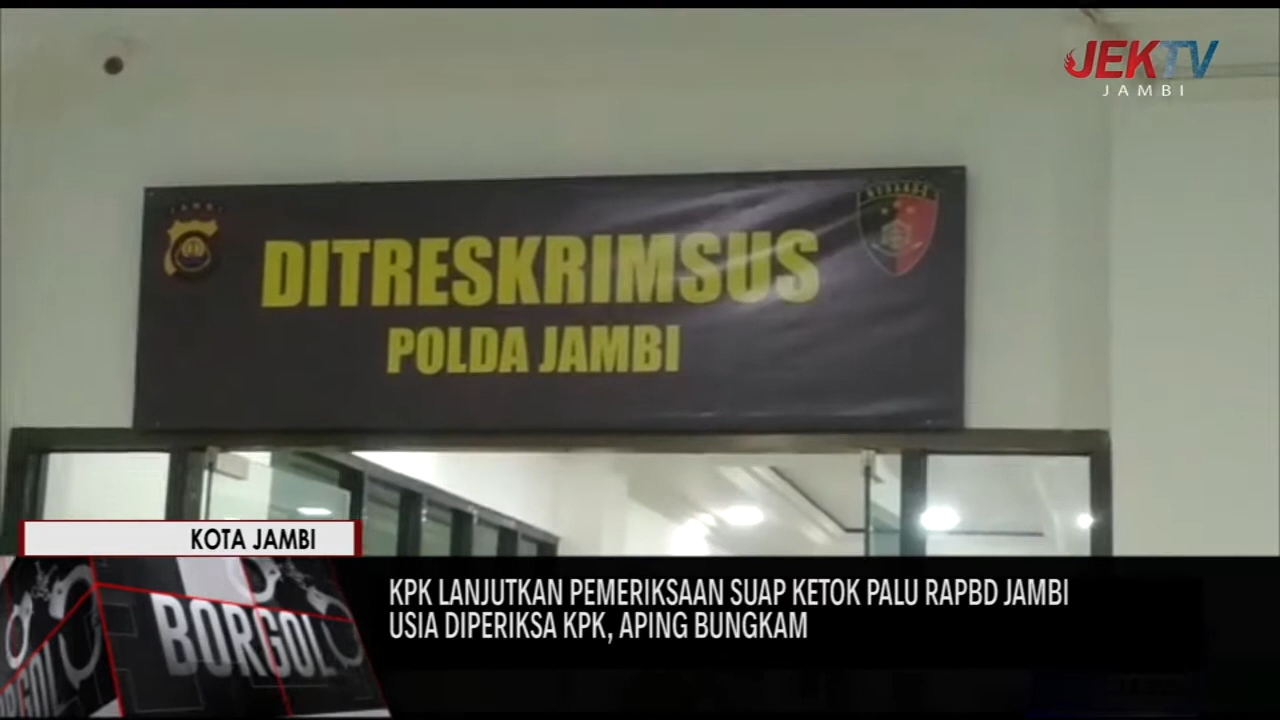 JEKTV
JAMBI
JAMBI
DITRESKRIMSUS
POLDA JAMBI
KOTA JAMBI
BORGOL
KPK LANJUTKAN PEMERIKSAAN SUAP KETOK PALU RAPBD JAMBI
USIA DIPERIKSA KPK, APING BUNGKAM